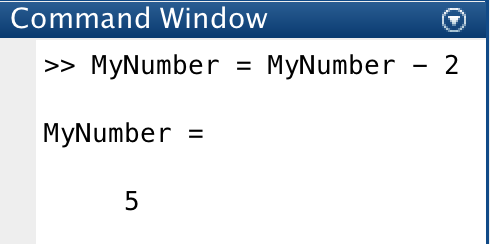 Command Window
>> MyNumber = MyNumber - 2
MyNumber =
5